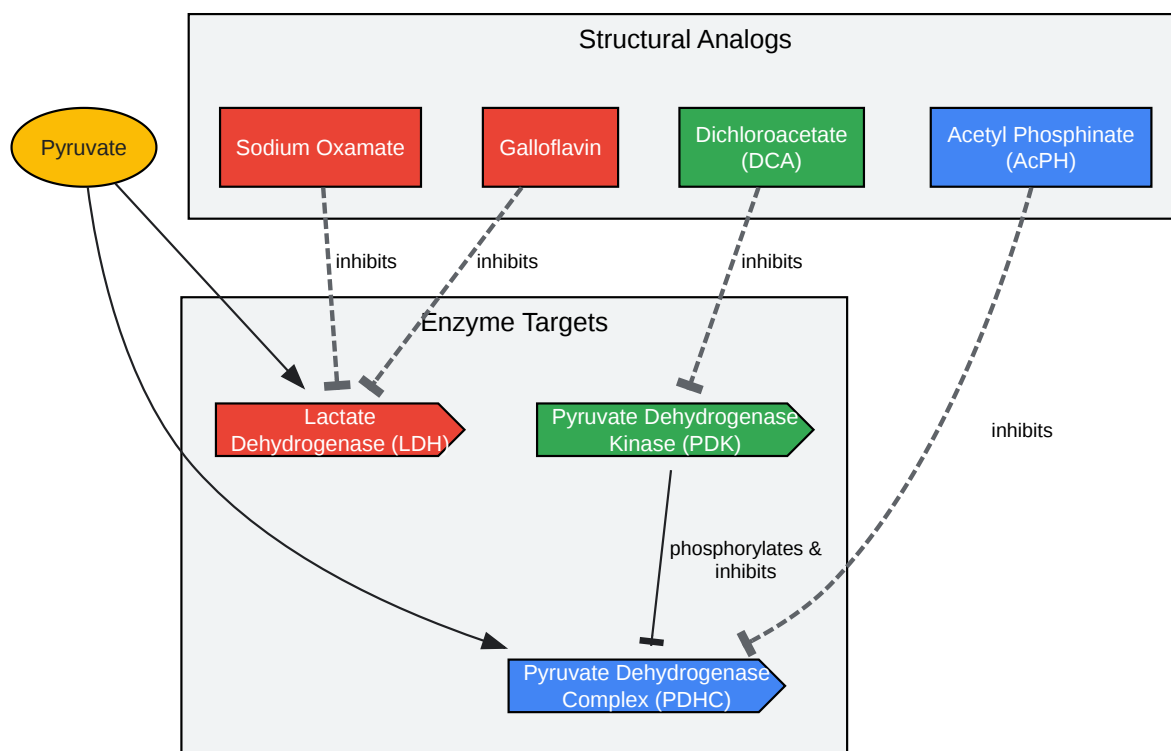 Structural Analogs
Pyruvate
Sodium Oxamate
Galloflavin
Dichloroacetate
(DCA)
Acetyl Phosphinate
(AcPH)
inhibits
inhibits
inhibits
inhibits
Enzyme Targets
Lactate
Dehydrogenase (LDH)
Pyruvate Dehydrogenase
Kinase (PDK)
phosphorylates &
inhibits
Pyruvate Dehydrogenase
Complex (PDHC)